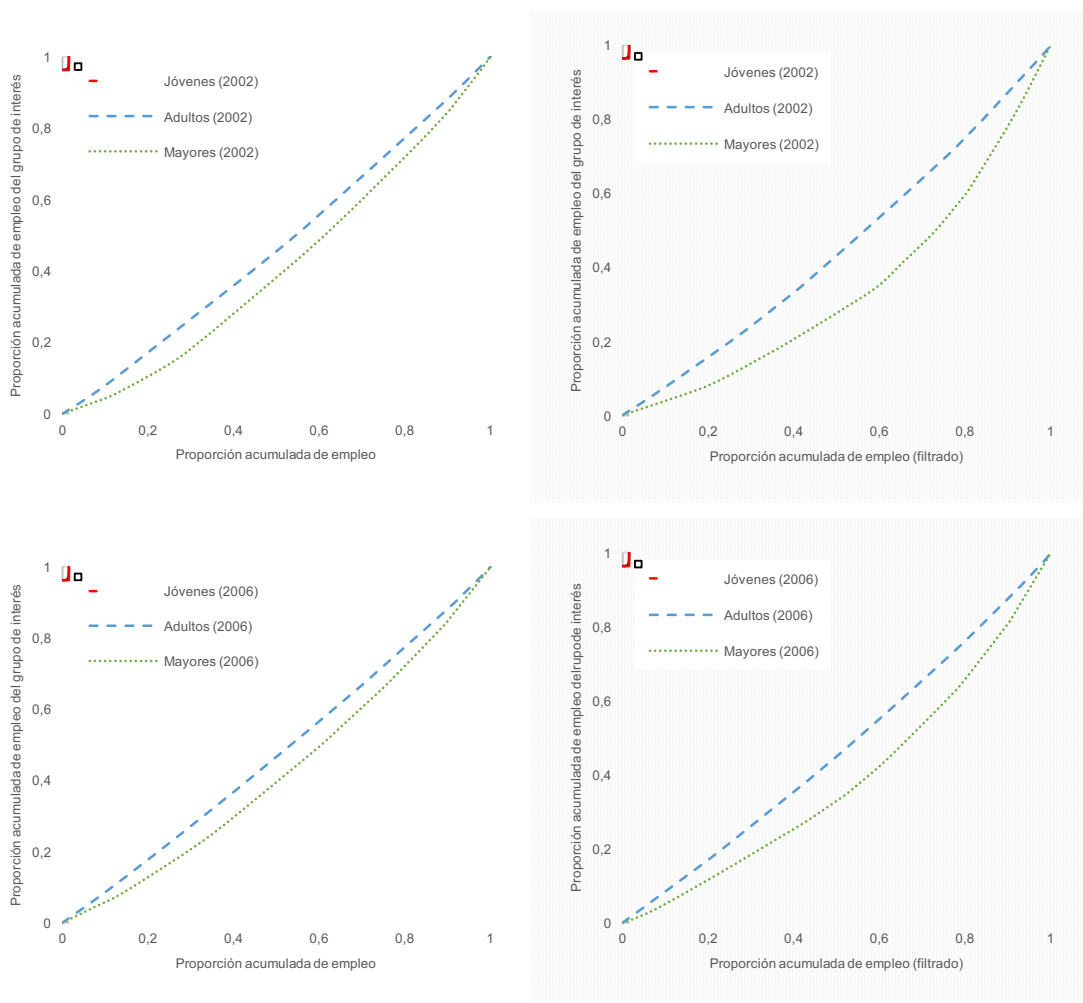 1
0,8
0,6
0,4
0,2
0
0
0,2
0,4
0,6
0,8
1
Proporción acumulada de empleo del grupo de interés
Proporción acumulada de empleo
Jóvenes (2002)
Adultos (2002)
Mayores (2002)
1
0,8
0,6
0,4
0,2
0
0
0,2
0,4
0,6
0,8
1
Proporción acumulada de empleo del grupo de interés
Proporción acumulada de empleo (filtrado)
Jóvenes (2002)
Adultos (2002)
Mayores (2002)
1
0,8
0,6
0,4
0,2
0
0
0,2
0,4
0,6
0,8
1
Proporción acumulada de empleo del grupo de interés
Proporción acumulada de empleo
Jóvenes (2006)
Adultos (2006)
Mayores (2006)
1
0,8
0,6
0,4
0,2
0
0
0,2
0,4
0,6
0,8
1
Proporción acumulada de empleo delrupode interés
Proporción acumulada de empleo (filtrado)
Jóvenes (2006)
Adultos (2006)
Mayores (2006)